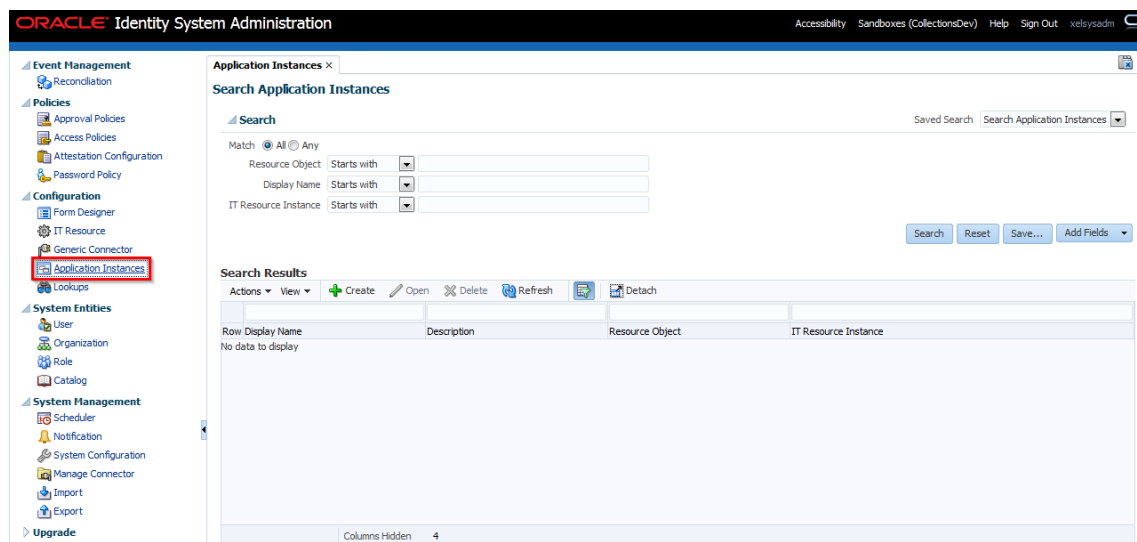 ORACLE Identity System Administration
Accessibility Sandboxes (CollectionsDev) Help Sign Out xelsysadm
Event Management
Reconciliation
Policies
Approval Policies
Access Policies
Attestation Configuration
Password Policy
Configuration
Form Designer
IT Resource
Generic Connector
Application Instances
Lookups
System Entities
User
Organization
Role
Catalog
System Management
Scheduler
Notification
System Configuration
Manage Connector
Import
Export
Upgrade
Application Instances
Search Application Instances
Search
Saved Search Search Application Instances
Match All Any
Resource Object Starts with
Display Name Starts with
IT Resource Instance Starts with
Search Reset Save... Add Fields
Search Results
Actions View Create Open Delete Refresh Detach
Row Display Name Description Resource Object IT Resource Instance
No data to display
Columns Hidden 4